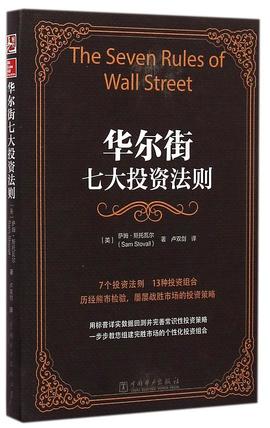 The Seven Rules of
Wall Street
华尔街
七大投资法则
[美] 萨姆·斯托瓦尔 著 卢双剑 译
(Sam Stovall)
7个投资法则 13种投资组合
历经熊市检验，屡屡战胜市场的投资策略
用标普详实数据回测并完善常识性投资策略
一步步教您组建完胜市场的个性化投资组合
中国电力出版社
华尔街七大投资法则